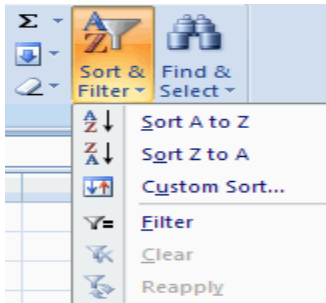 Σ
Sort & Filter
Find & Select
Sort A to Z
Sort Z to A
Custom Sort...
Filter
Clear
Reapply